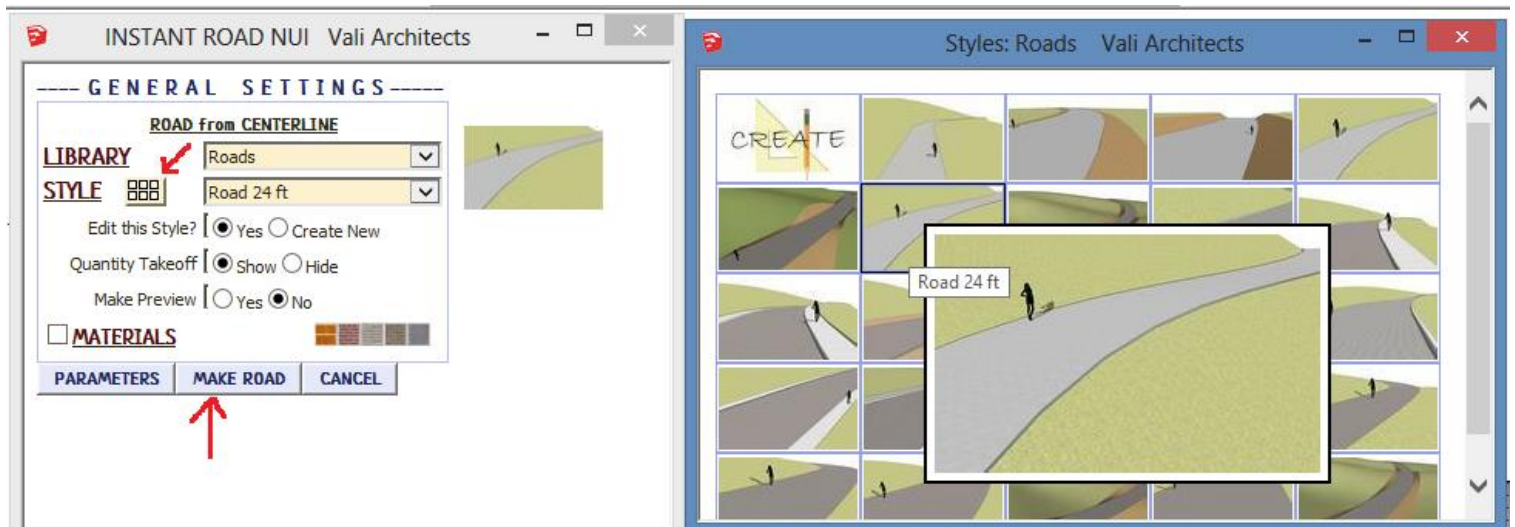 INSTANT ROAD NUI Vali Architects
---- GENERAL SETTINGS-----
ROAD from CENTERLINE
LIBRARY Roads
STYLE Road 24 ft
Edit this Style? Yes Create New
Quantity Takeoff Show Hide
Make Preview Yes No
MATERIALS
PARAMETERS MAKE ROAD CANCEL
Styles: Roads Vali Architects
CREATE
Road 24 ft